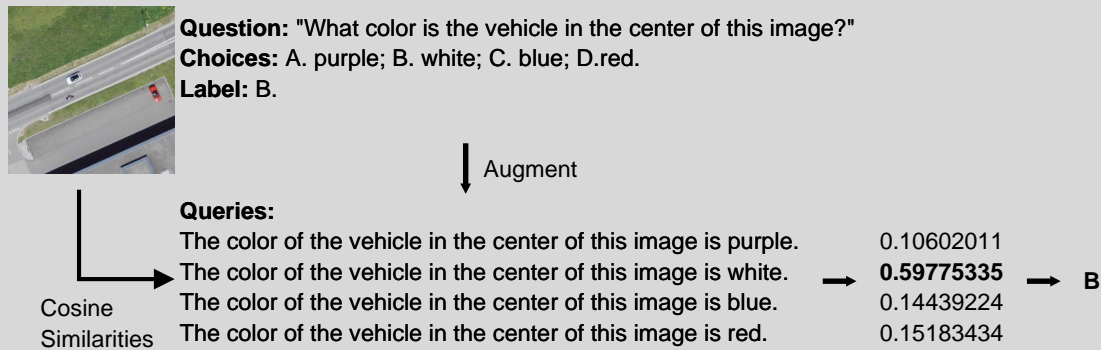 Question: "What color is the vehicle in the center of this image?"
Choices: A. purple; B. white; C. blue; D.red.
Label: B.
Augment
Queries:
The color of the vehicle in the center of this image is purple. 0.10602011
The color of the vehicle in the center of this image is white. 0.59775335 B
The color of the vehicle in the center of this image is blue. 0.14439224
The color of the vehicle in the center of this image is red. 0.15183434
Cosine
Similarities